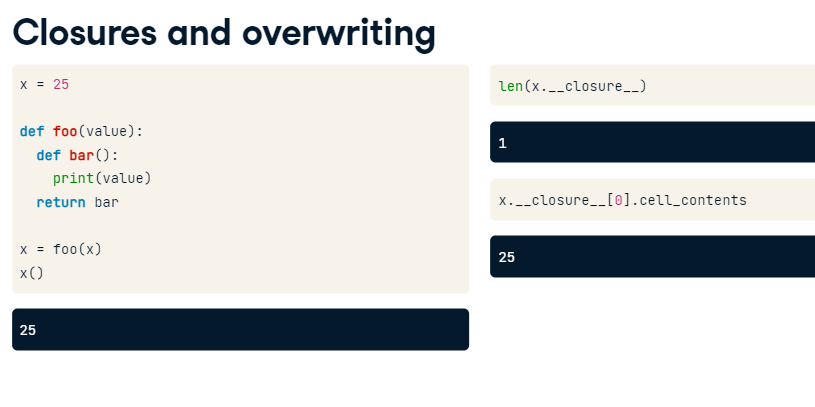 Closures and overwriting
x = 25
def foo(value):
  def bar():
    print(value)
  return bar
x = foo(x)
x()
25
len(x.__closure__)
1
x.__closure__[0].cell_contents
25